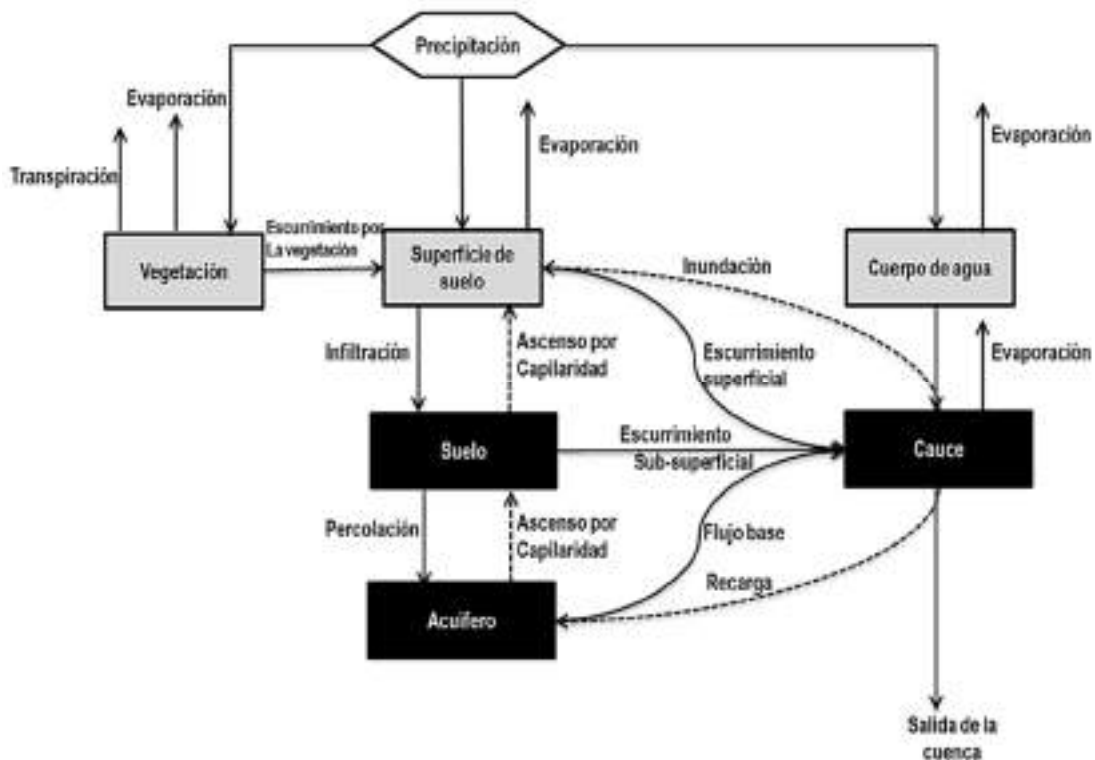 Precipitación
Evaporación
Evaporación
Evaporación
Transpiración
Escurrimiento por
La vegetación
Vegetación
Superficie de
suelo
Inundación
Cuerpo de agua
Infiltración
Ascenso por
Capilaridad
Escurrimiento
superficial
Evaporación
Suelo
Escurrimiento
Sub-superficial
Cauce
Percolación
Ascenso por
Capilaridad
Flujo base
Recarga
Acuífero
Salida de la
cuenca